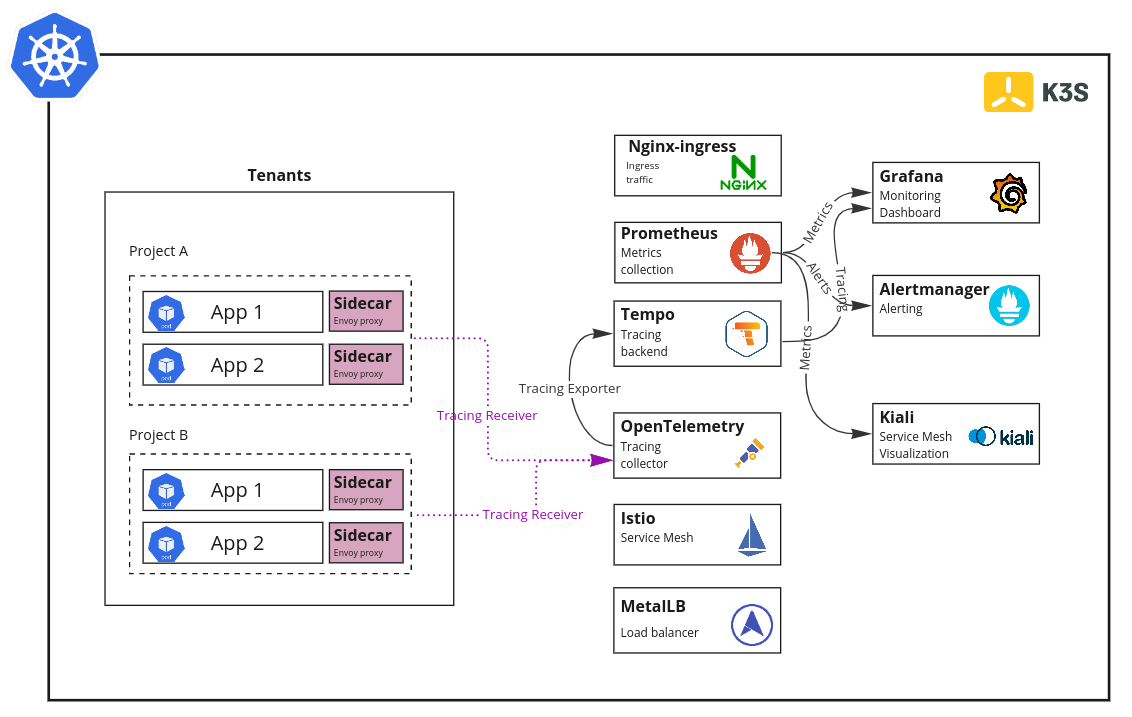 K3S
Tenants
Project A
App 1
Sidecar
Envoy proxy
App 2
Sidecar
Envoy proxy
Project B
App 1
Sidecar
Envoy proxy
App 2
Sidecar
Envoy proxy
pod
pod
pod
pod
Tracing Receiver
Tracing Receiver
Tracing Exporter
Nginx-ingress
Ingress
traffic
NGINX
Prometheus
Metrics
collection
Tempo
Tracing
backend
OpenTelemetry
Tracing
collector
Istio
Service Mesh
MetalLB
Load balancer
Metrics
Alerts
Tracing
Metrics
Grafana
Monitoring
Dashboard
Alertmanager
Alerting
Kiali
Service Mesh
Visualization
kiali